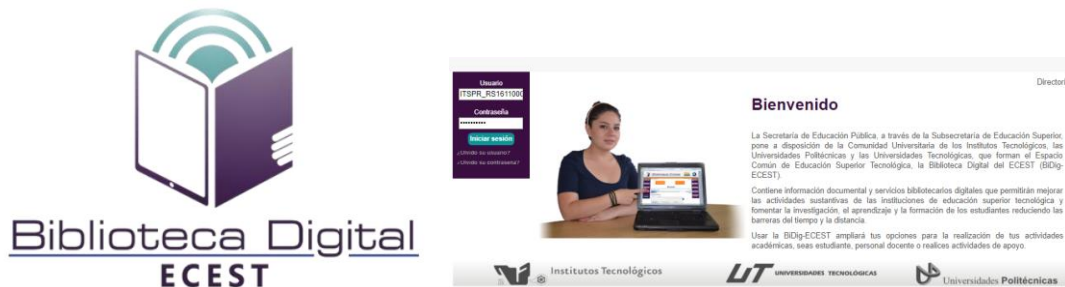 Biblioteca Digital
ECEST
Usuario
Contraseña
Iniciar sesión
¿Olvidó su usuario?
¿Olvidó su contraseña?
Director
Bienvenido
La Secretaría de Educación Pública, a través de la Subsecretaría de Educación Superior,
pone a disposición de la Comunidad Universitaria de los Institutos Tecnológicos, las
Universidades Politécnicas y las Universidades Tecnológicas, que forman el Espacio
Común de Educación Superior Tecnológica, la Biblioteca Digital del ECEST (BiDig-
ECEST).
Contiene información documental y servicios bibliotecarios digitales que permitirán mejorar
las actividades sustantivas de las instituciones de educación superior tecnológica y
fomentar la investigación, el aprendizaje y la formación de los estudiantes reduciendo las
barreras del tiempo y la distancia.
Usar la BiDig-ECEST ampliará tus opciones para la realización de tus actividades
académicas, seas estudiante, personal docente o realices actividades de apoyo.
Institutos Tecnológicos
UT UNIVERSIDADES TECNOLÓGICAS
Universidades Politécnicas